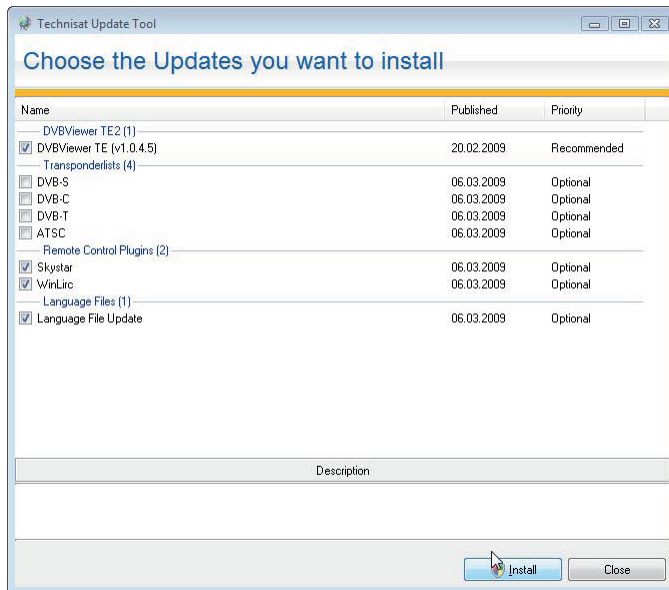 Technisat Update Tool
Choose the Updates you want to install
Name Published Priority
DVBViewer TE2 (1)
DVBViewer TE (v1.0.4.5) 20.02.2009 Recommended
Transponderlists (4)
DVB-S 06.03.2009 Optional
DVB-C 06.03.2009 Optional
DVB-T 06.03.2009 Optional
ATSC 06.03.2009 Optional
Remote Control Plugins (2)
Skystar 06.03.2009 Optional
WinLirc 06.03.2009 Optional
Language Files (1)
Language File Update 06.03.2009 Optional
Description
Install Close